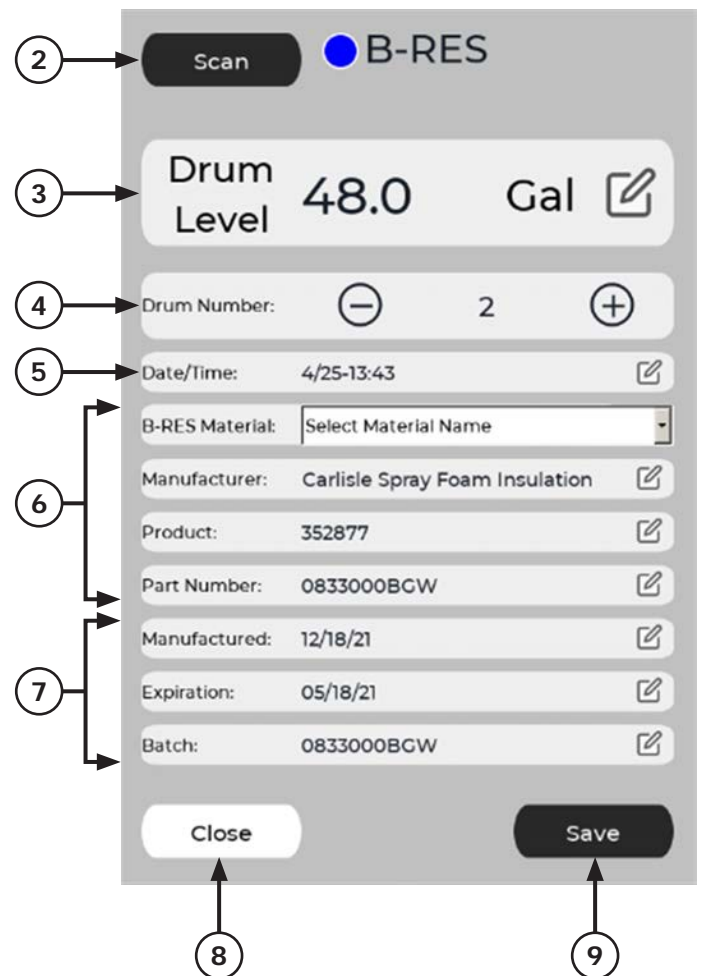 2
Scan
B-RES
3
Drum
Level
48.0 Gal
4
Drum Number: 2
5
Date/Time: 4/25-13:43
6
B-RES Material: Select Material Name
Manufacturer: Carlisle Spray Foam Insulation
Product: 352877
Part Number: 0833000BGW
7
Manufactured: 12/18/21
Expiration: 05/18/21
Batch: 0833000BGW
Close
Save
8
9